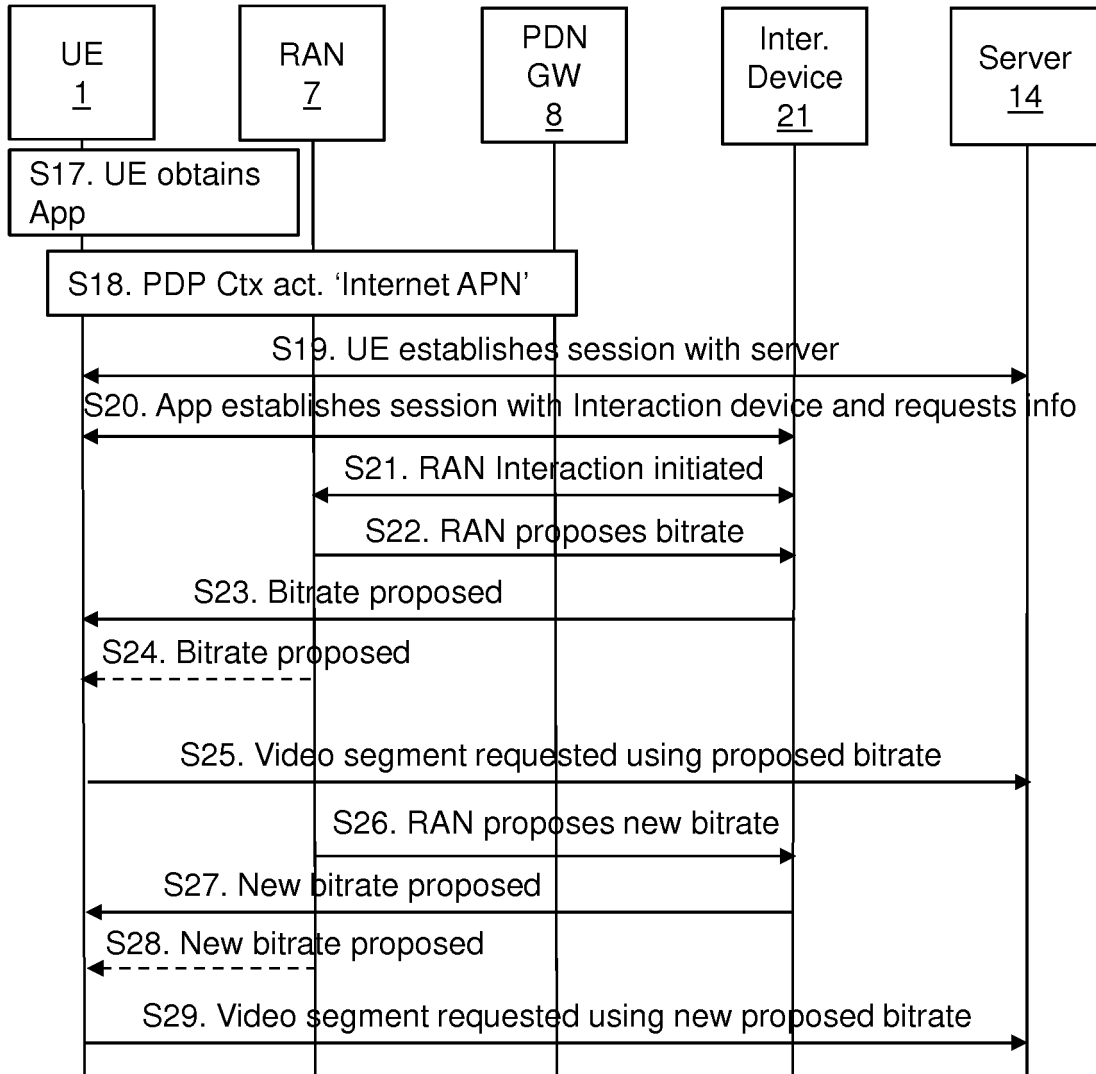 UE
1
RAN
7
PDN
GW
8
Inter.
Device
21
Server
14
S17. UE obtains
App
S18. PDP Ctx act. ‘Internet APN’
S19. UE establishes session with server
S20. App establishes session with Interaction device and requests info
S21. RAN Interaction initiated
S22. RAN proposes bitrate
S23. Bitrate proposed
S24. Bitrate proposed
S25. Video segment requested using proposed bitrate
S26. RAN proposes new bitrate
S27. New bitrate proposed
S28. New bitrate proposed
S29. Video segment requested using new proposed bitrate